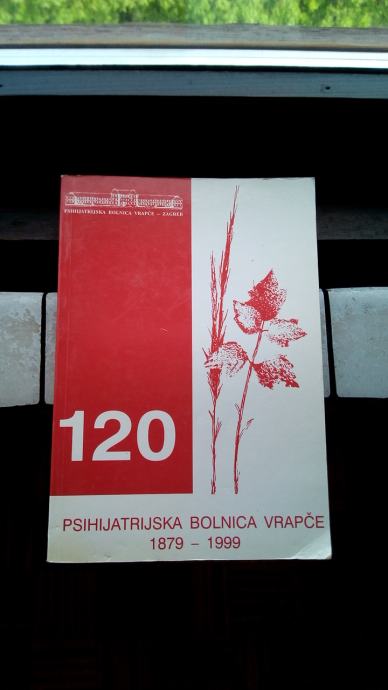 PSIHIJATRIJSKA BOLNICA VRAPČE – ZAGREB
120
PSIHIJATRIJSKA BOLNICA VRAPČE
1879 – 1999